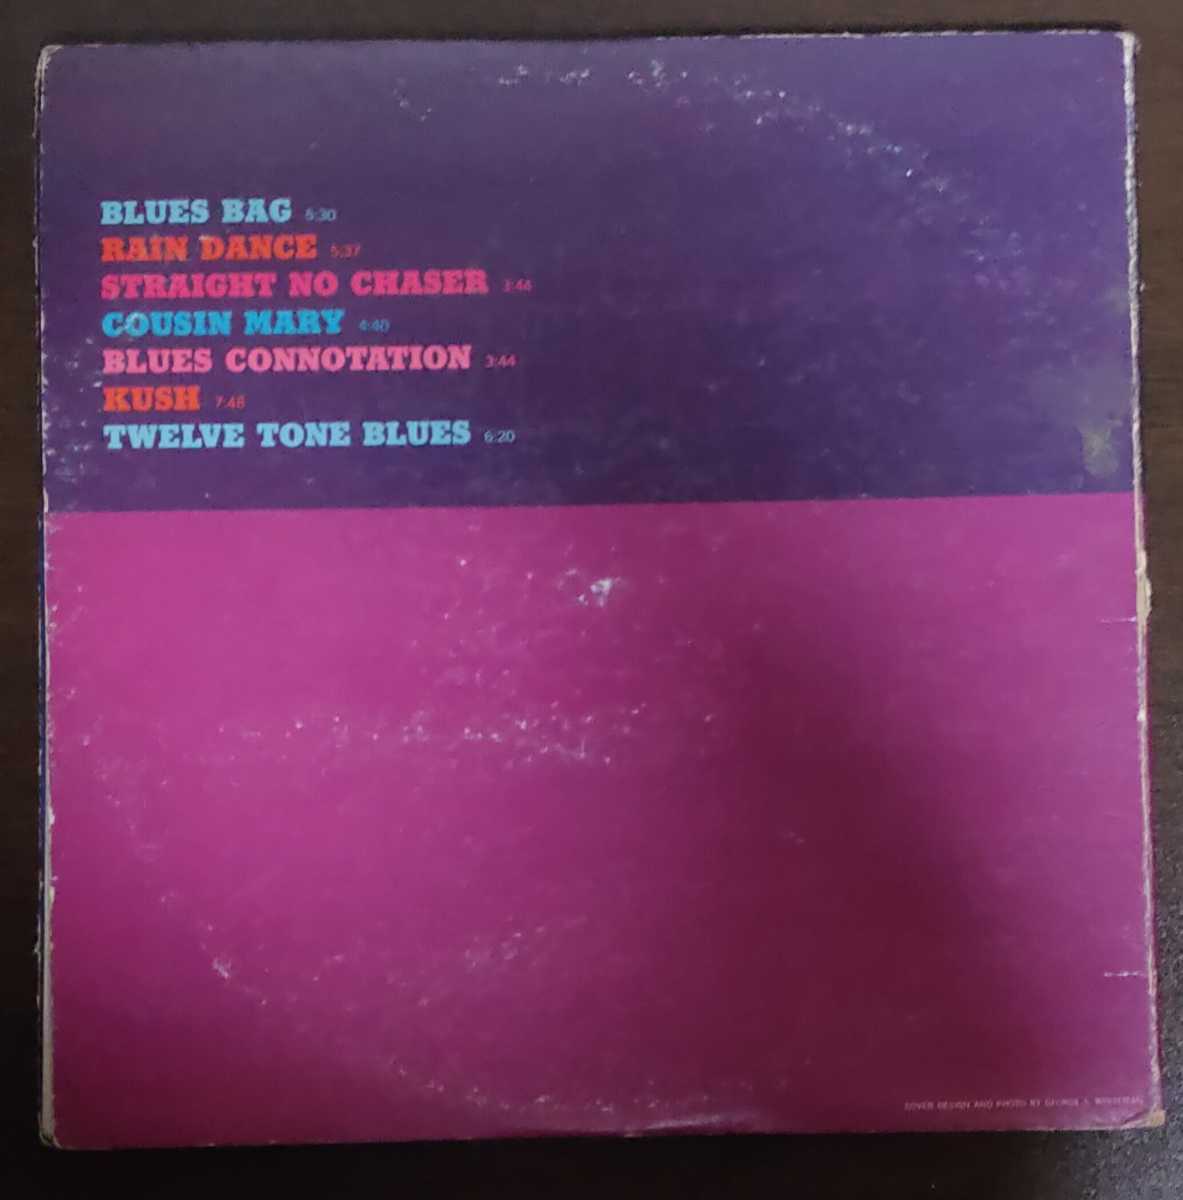 BLUES BAG 5:30
RAIN DANCE 5:37
STRAIGHT NO CHASER 3:44
COUSIN MARY 4:40
BLUES CONNOTATION 3:44
KUSH 7:48
TWELVE TONE BLUES 6:20
COVER DESIGN AND PHOTO BY GEORGE